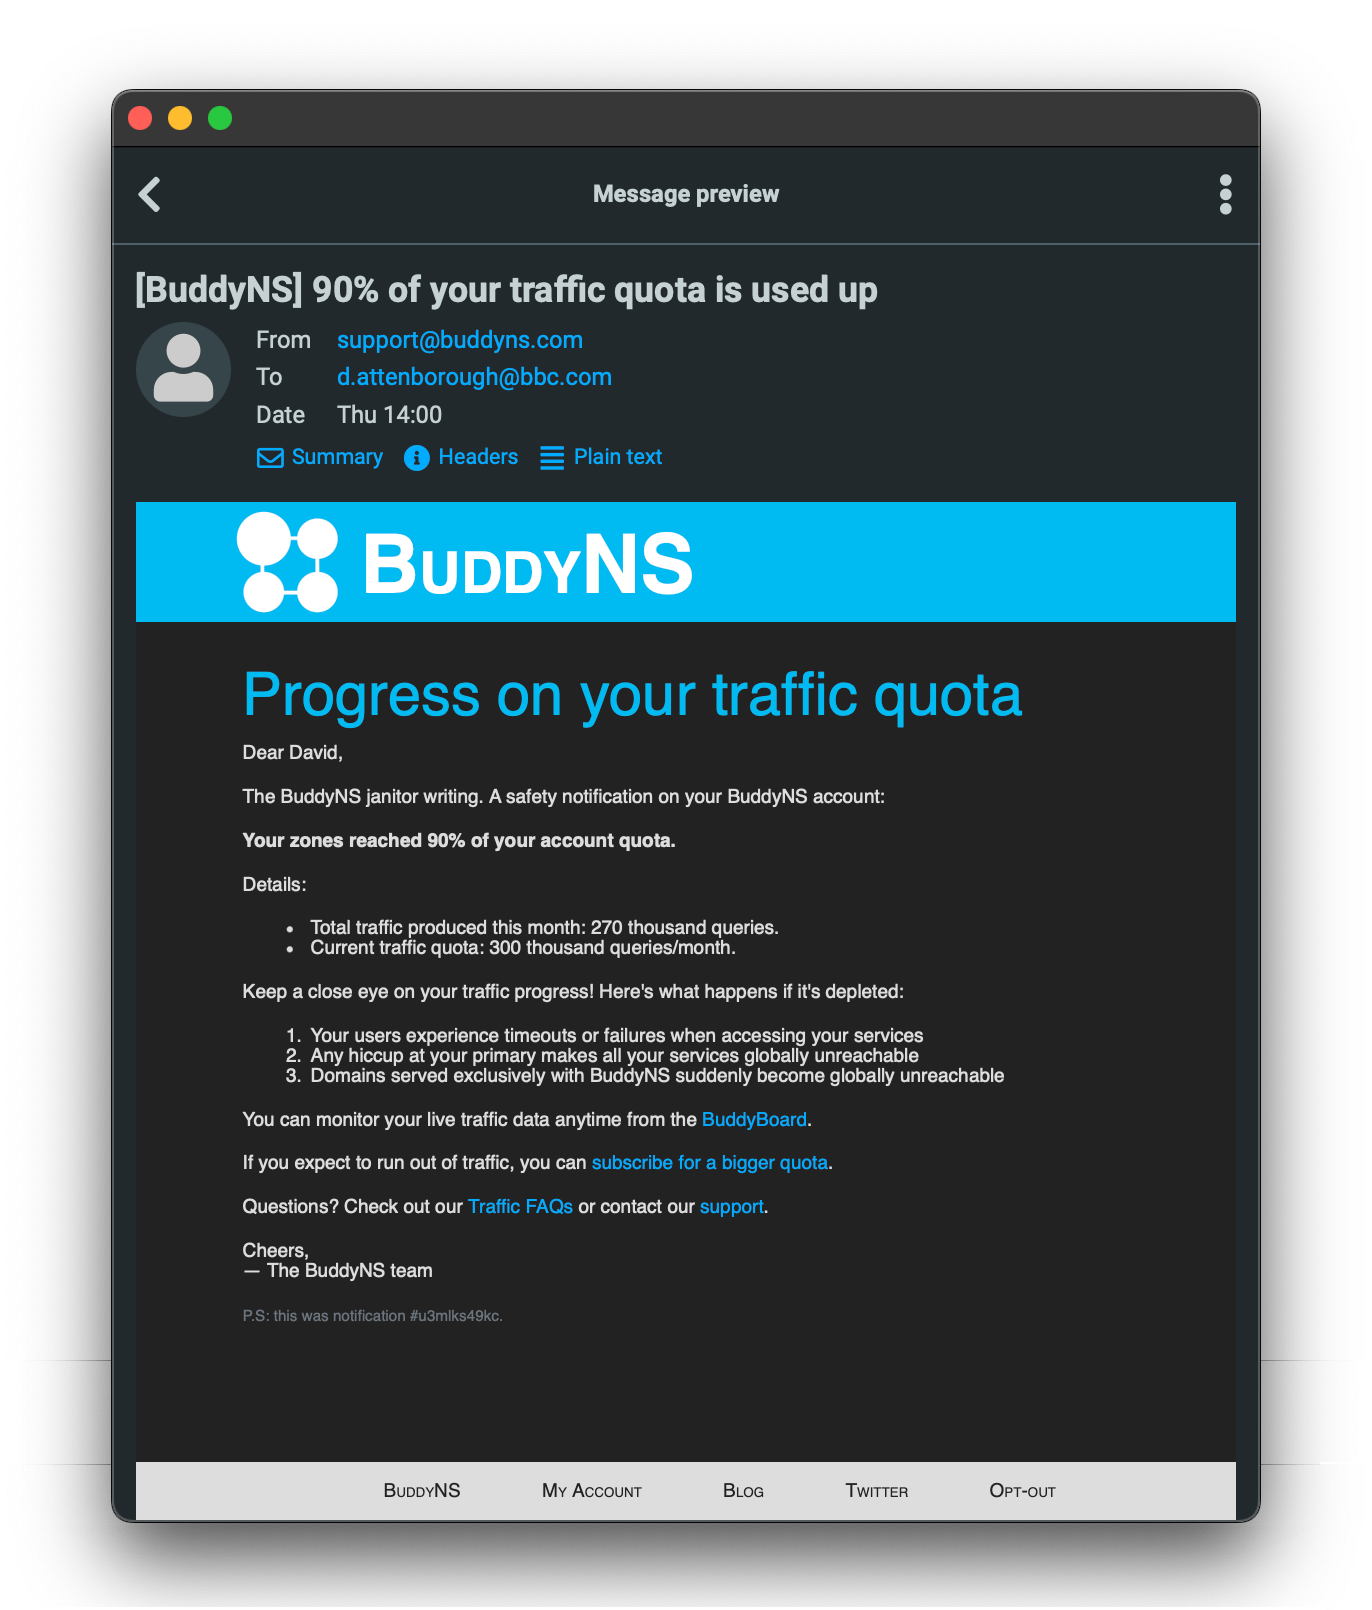 Message preview
[BuddyNS] 90% of your traffic quota is used up
From support@buddyns.com
To d.attenborough@bbc.com
Date Thu 14:00
Summary Headers Plain text
BuddyNS
Progress on your traffic quota
Dear David,
The BuddyNS janitor writing. A safety notification on your BuddyNS account:
Your zones reached 90% of your account quota.
Details:
• Total traffic produced this month: 270 thousand queries.
• Current traffic quota: 300 thousand queries/month.
Keep a close eye on your traffic progress! Here's what happens if it's depleted:
1. Your users experience timeouts or failures when accessing your services
2. Any hiccup at your primary makes all your services globally unreachable
3. Domains served exclusively with BuddyNS suddenly become globally unreachable
You can monitor your live traffic data anytime from the BuddyBoard.
If you expect to run out of traffic, you can subscribe for a bigger quota.
Questions? Check out our Traffic FAQs or contact our support.
Cheers,
— The BuddyNS team
P.S: this was notification #u3mlks49kc.
BuddyNS My Account Blog Twitter Opt-out